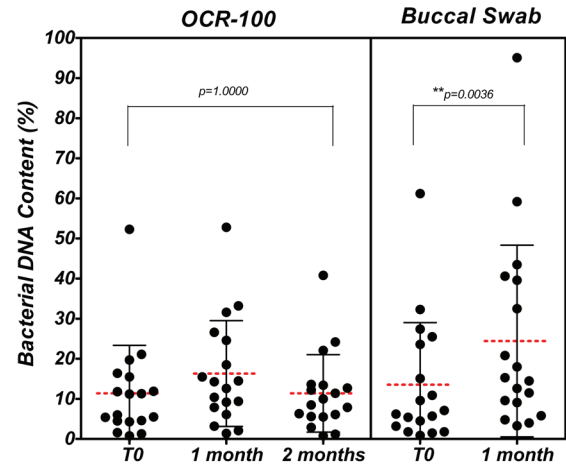 OCR-100 Buccal Swab
Bacterial DNA Content (%)
100
90
80
70
60
50
40
30
20
10
0
p=1.0000
**p=0.0036
T0 1 month 2 months T0 1 month